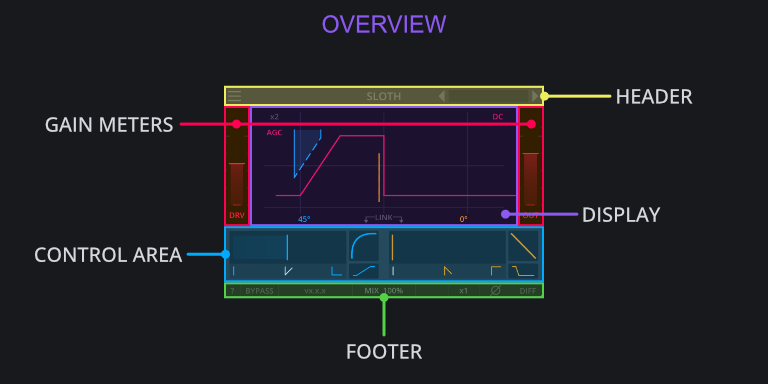 OVERVIEW
SLOTH
HEADER
x2
DC
GAIN METERS
AGC
DRV
OUT
DISPLAY
45°
LINK
0°
CONTROL AREA
T BYPASS vx.x.x MIX 100% x1 DIFF
FOOTER